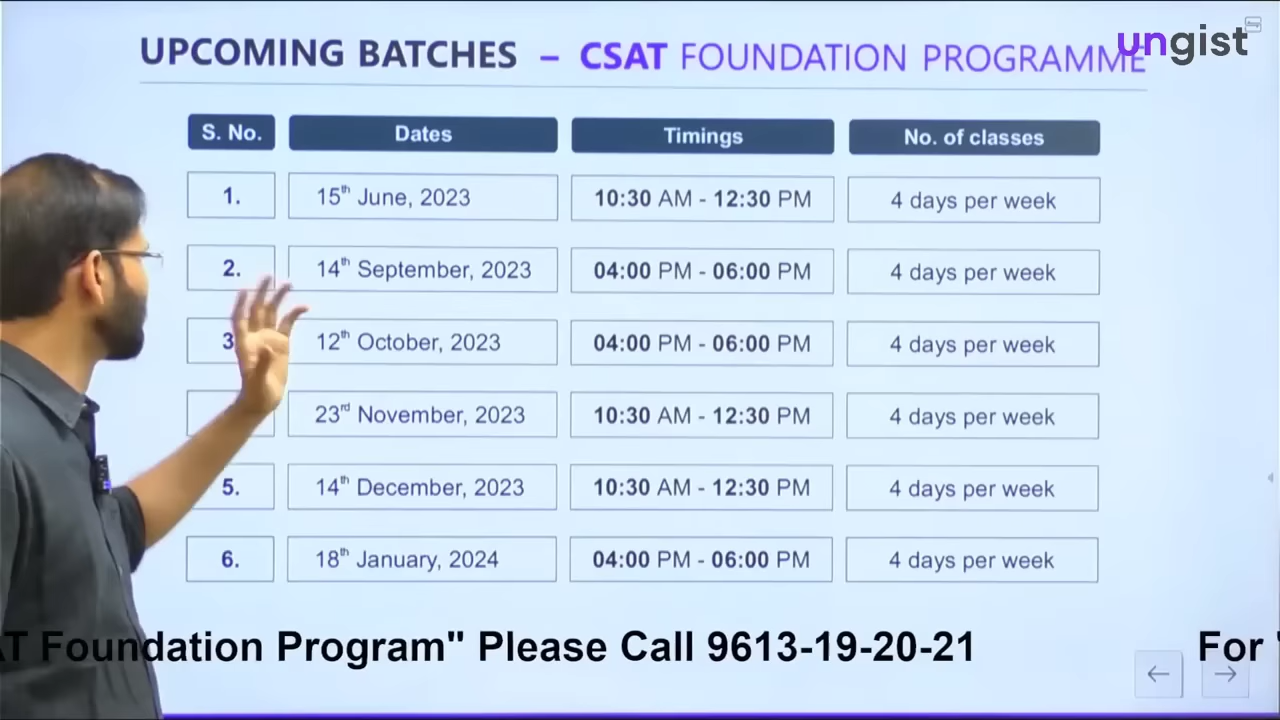 UPCOMING BATCHES – CSAT FOUNDATION PROGRAMME
ungist
S. No. Dates Timings No. of classes
1. 15th June, 2023 10:30 AM - 12:30 PM 4 days per week
2. 14th September, 2023 04:00 PM - 06:00 PM 4 days per week
3 12th October, 2023 04:00 PM - 06:00 PM 4 days per week
23rd November, 2023 10:30 AM - 12:30 PM 4 days per week
5. 14th December, 2023 10:30 AM - 12:30 PM 4 days per week
6. 18th January, 2024 04:00 PM - 06:00 PM 4 days per week
AT Foundation Program" Please Call 9613-19-20-21 For "